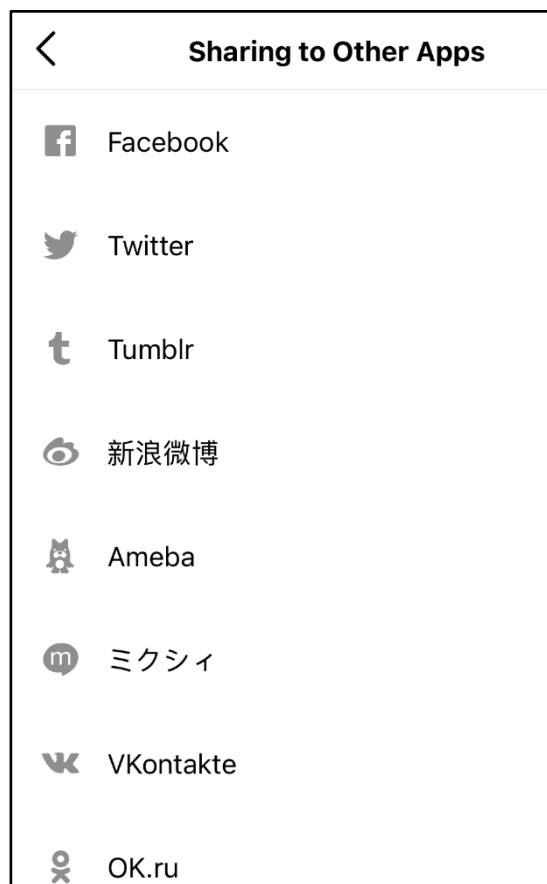 Sharing to Other Apps
Facebook
Twitter
Tumblr
新浪微博
Ameba
ミクシィ
VKontakte
OK.ru